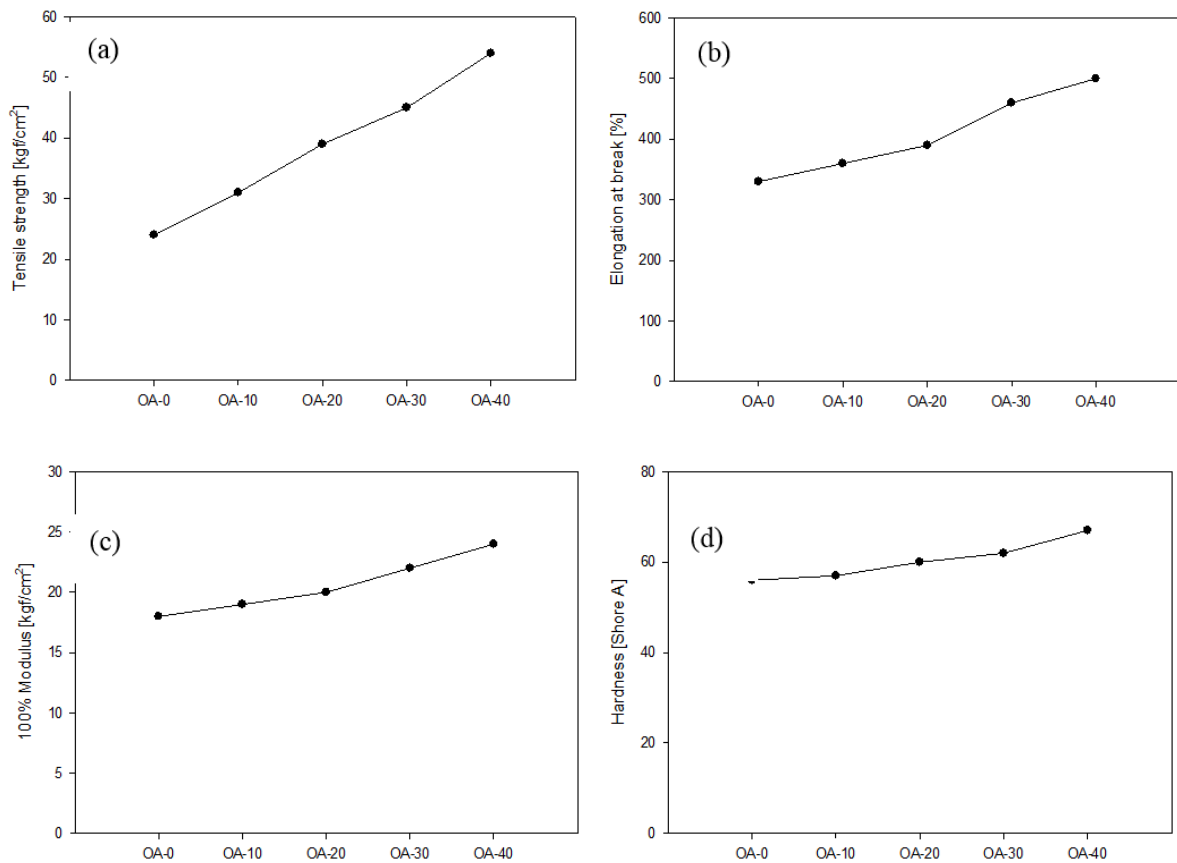 (a)
Tensile strength [kgf/cm²]
60
50
40
30
20
10
0
OA-0 OA-10 OA-20 OA-30 OA-40
(b)
Elongation at break [%]
600
500
400
300
200
100
0
OA-0 OA-10 OA-20 OA-30 OA-40
(c)
100% Modulus [kgf/cm²]
30
25
20
15
10
5
0
OA-0 OA-10 OA-20 OA-30 OA-40
(d)
Hardness [Shore A]
80
60
40
20
0
OA-0 OA-10 OA-20 OA-30 OA-40